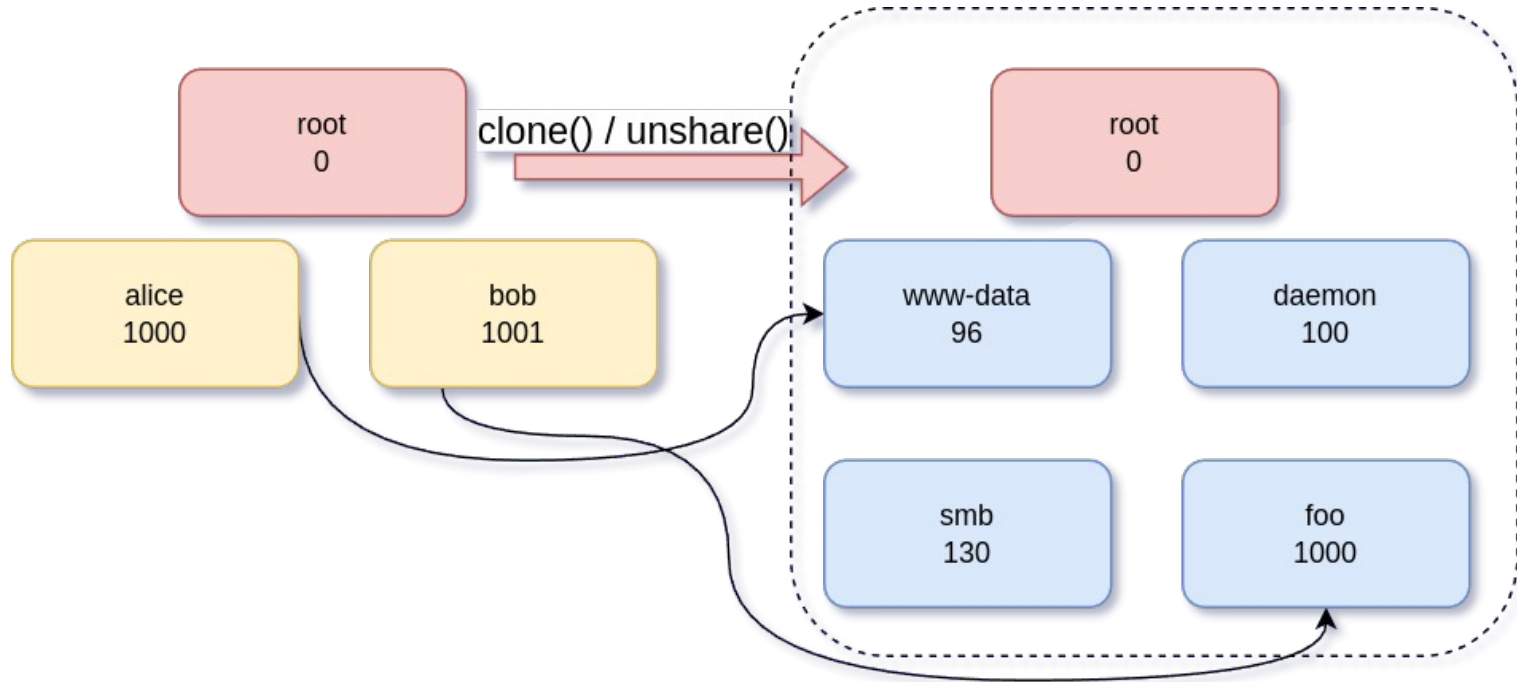 root
0
clone() / unshare()
root
0
alice
1000
bob
1001
www-data
96
daemon
100
smb
130
foo
1000